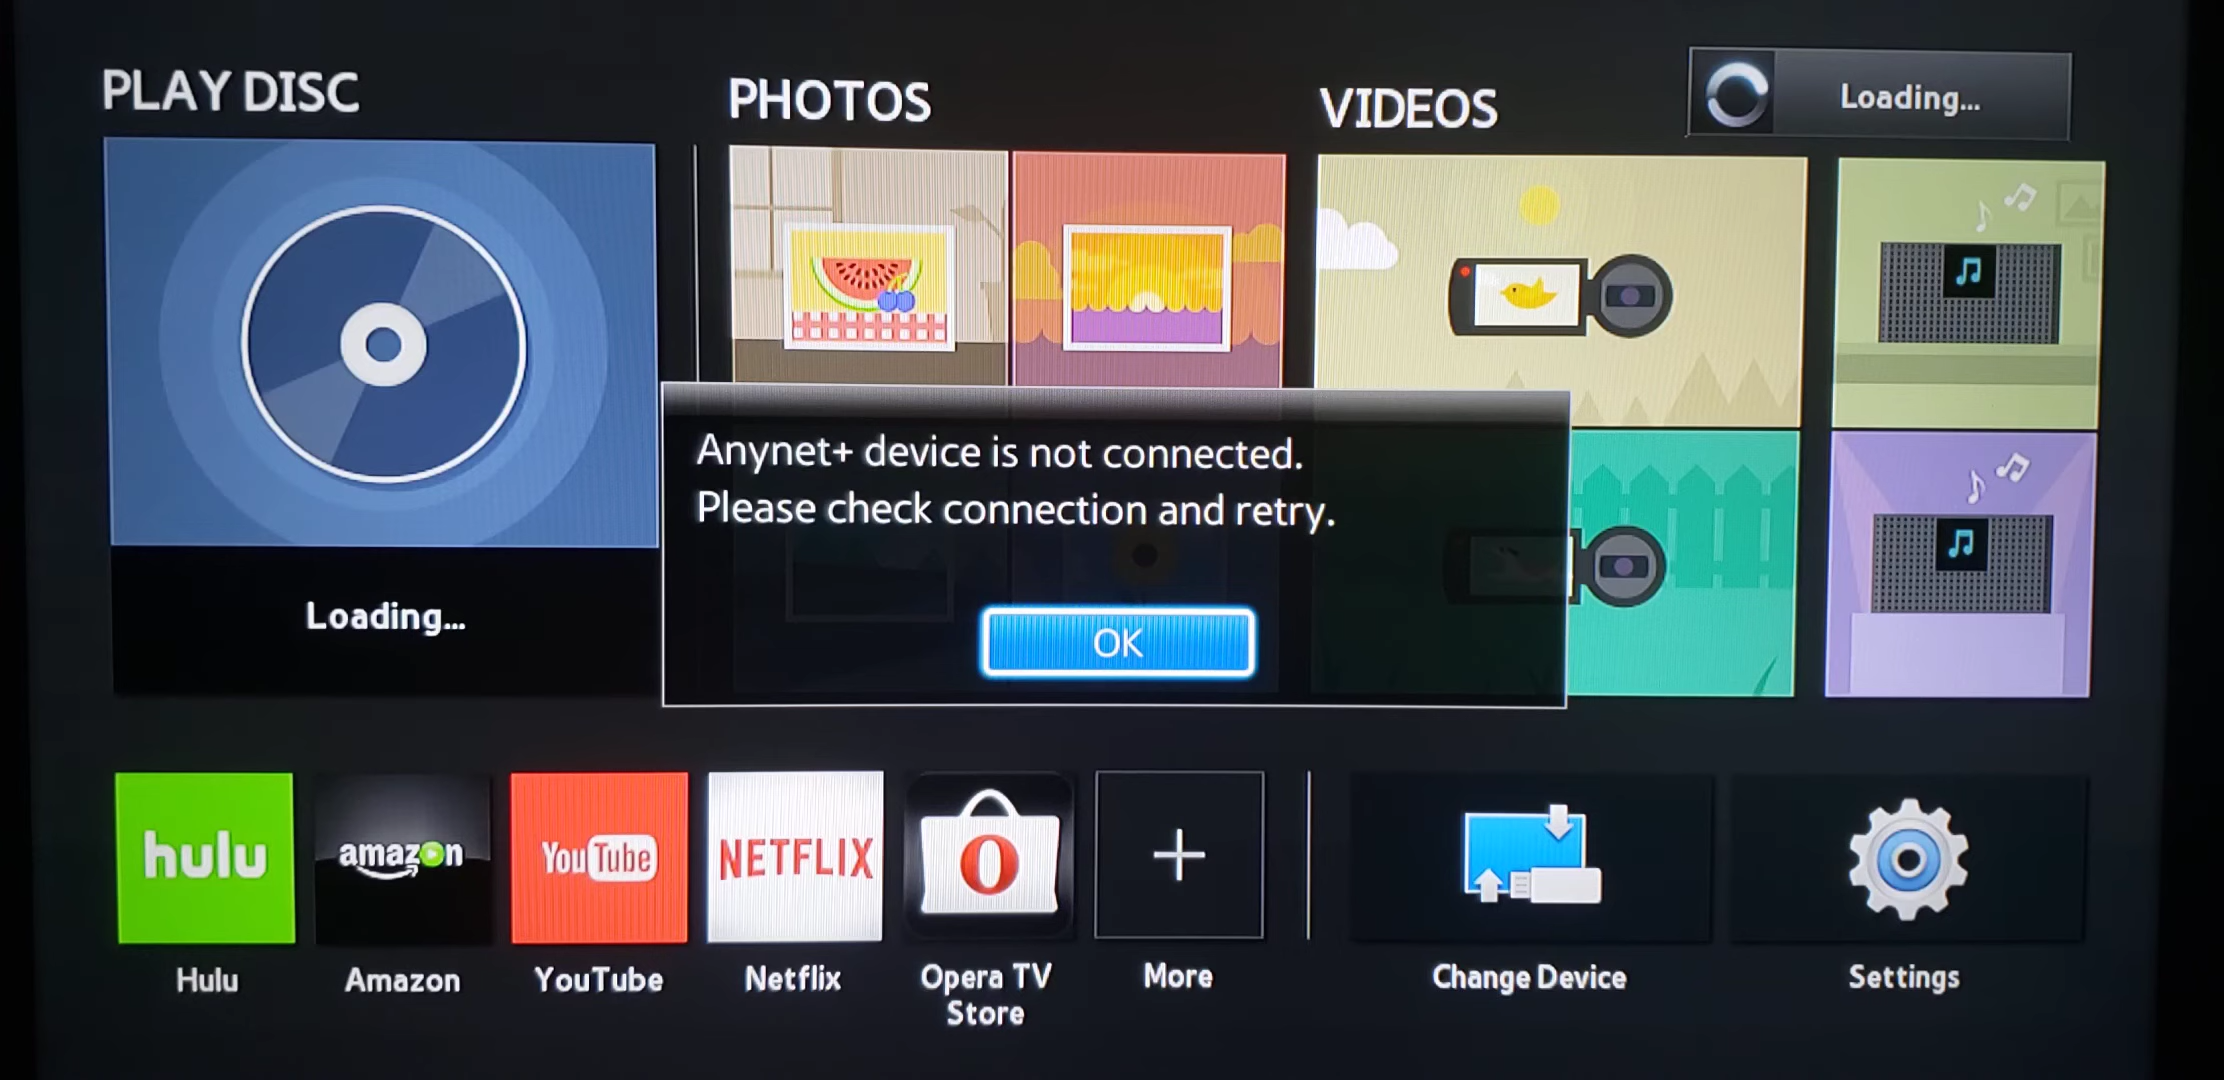 PLAY DISC
PHOTOS
VIDEOS
Loading...
Loading...
Anynet+ device is not connected.
Please check connection and retry.
OK
hulu
amazon
YouTube
NETFLIX
Hulu
Amazon
YouTube
Netflix
Opera TV
Store
More
Change Device
Settings